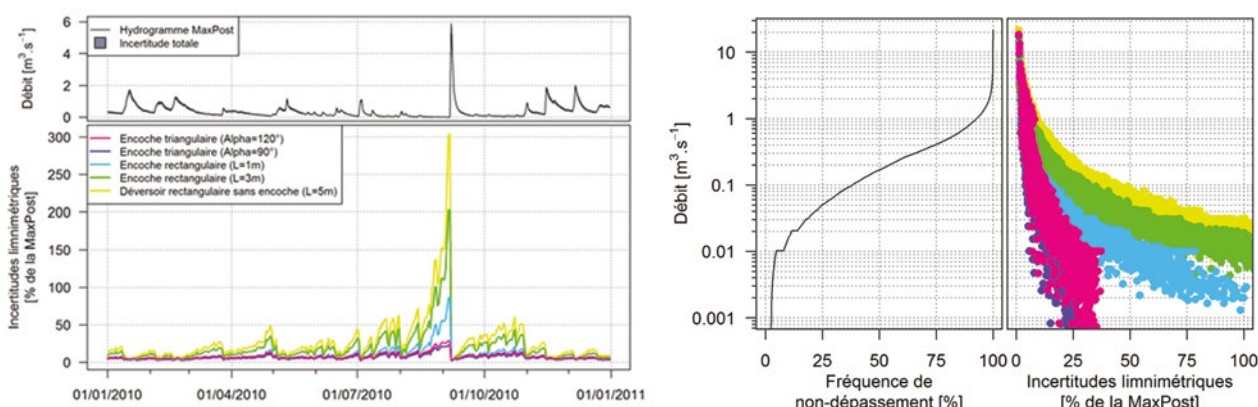 Débit [m³.s⁻¹]
6
4
2
0
Hydrogramme MaxPost
Incertitude totale
Incertitudes limnimétriques
[% de la MaxPost]
300
250
200
150
100
50
0
Encoche triangulaire (Alpha=120°)
Encoche triangulaire (Alpha=90°)
Encoche rectangulaire (L=1m)
Encoche rectangulaire (L=3m)
Déversoir rectangulaire sans encoche (L=5m)
01/01/2010 01/04/2010 01/07/2010 01/10/2010 01/01/2011
Débit [m³.s⁻¹]
10
1
0.1
0.01
0.001
0 25 50 75 100
Fréquence de
non-dépassement [%]
0 25 50 75 100
Incertitudes limnimétriques
[% de la MaxPost]